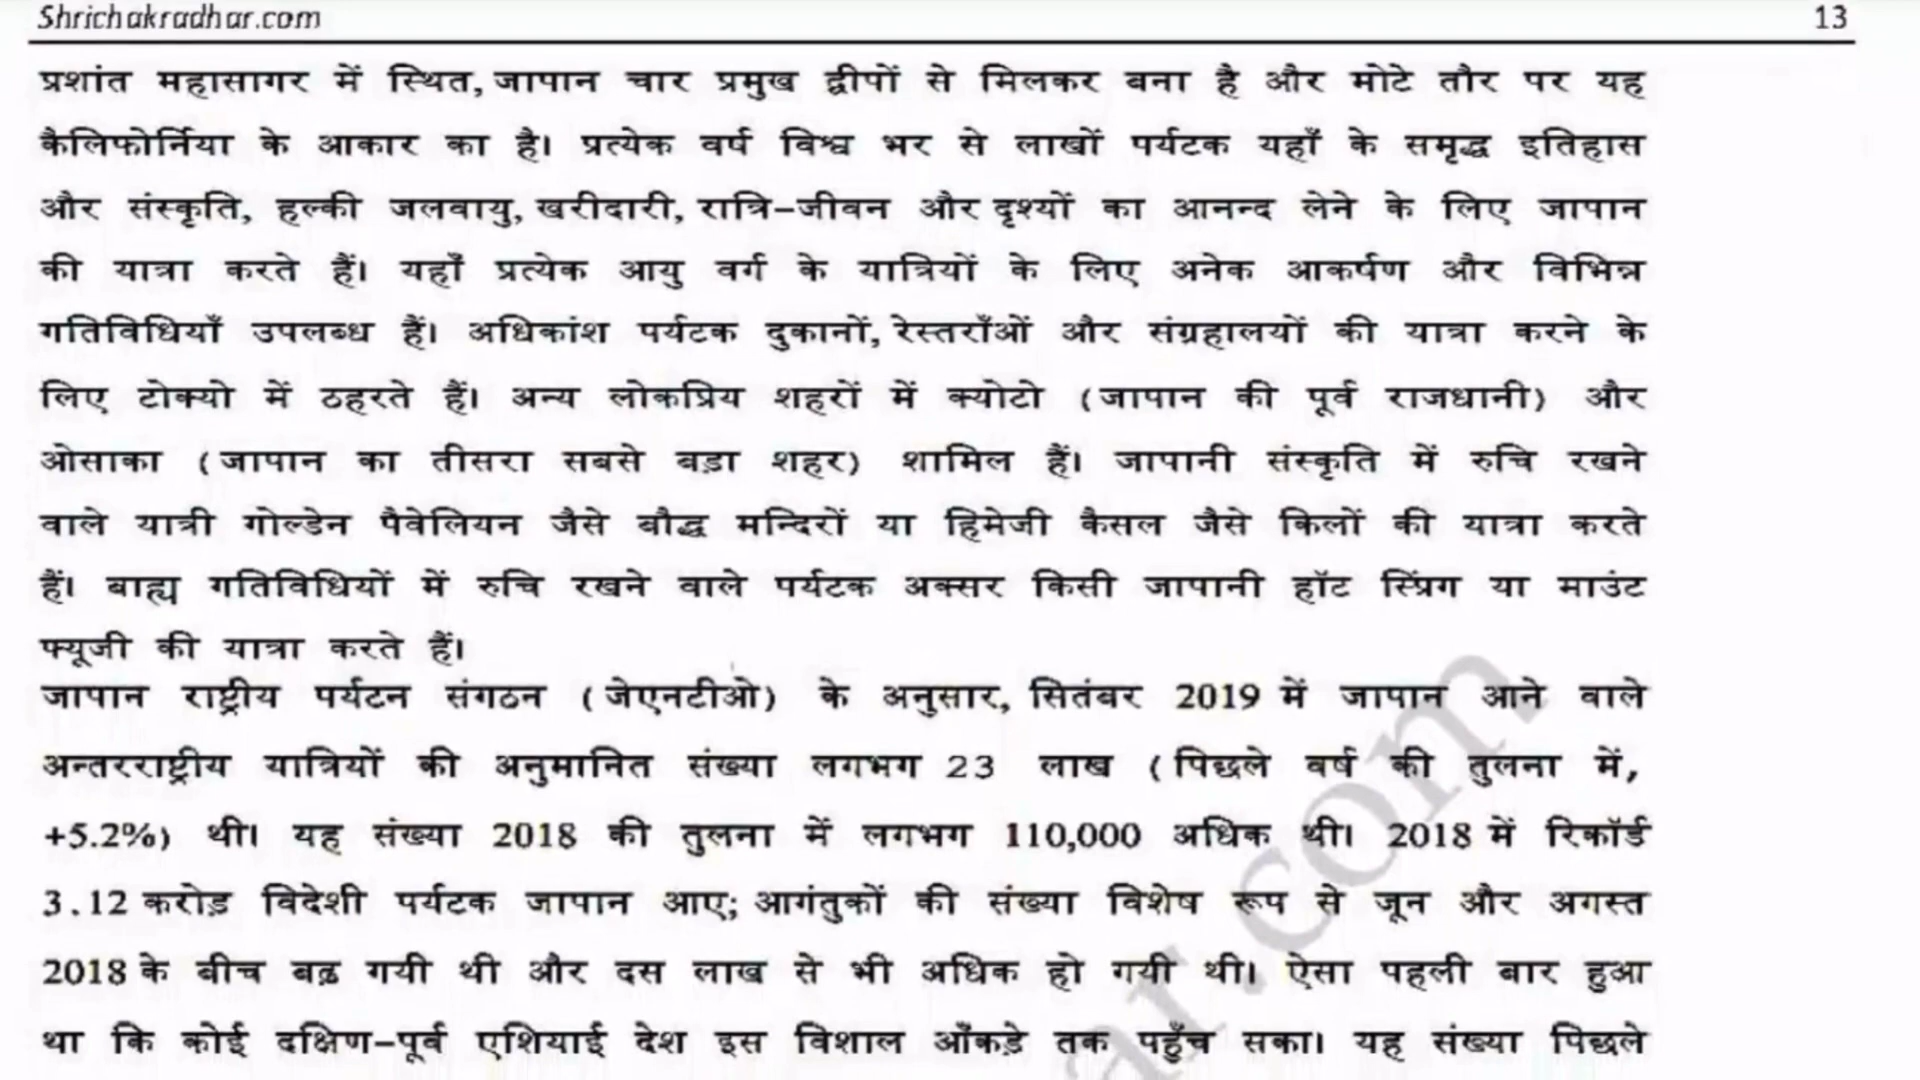 Shrichakradhar.com 13
प्रशांत महासागर में स्थित, जापान चार प्रमुख द्वीपों से मिलकर बना है और मोटे तौर पर यह
कैलिफोर्निया के आकार का है। प्रत्येक वर्ष विश्व भर से लाखों पर्यटक यहाँ के समृद्ध इतिहास
और संस्कृति, हल्की जलवायु, खरीदारी, रात्रि-जीवन और दृश्यों का आनन्द लेने के लिए जापान
की यात्रा करते हैं। यहाँ प्रत्येक आयु वर्ग के यात्रियों के लिए अनेक आकर्षण और विभिन्न
गतिविधियाँ उपलब्ध हैं। अधिकांश पर्यटक दुकानों, रेस्तराँओं और संग्रहालयों की यात्रा करने के
लिए टोक्यो में ठहरते हैं। अन्य लोकप्रिय शहरों में क्योटो (जापान की पूर्व राजधानी) और
ओसाका (जापान का तीसरा सबसे बड़ा शहर) शामिल हैं। जापानी संस्कृति में रुचि रखने
वाले यात्री गोल्डेन पैवेलियन जैसे बौद्ध मन्दिरों या हिमेजी कैसल जैसे किलों की यात्रा करते
हैं। बाह्य गतिविधियों में रुचि रखने वाले पर्यटक अक्सर किसी जापानी हॉट स्प्रिंग या माउंट
फ्यूजी की यात्रा करते हैं।
जापान राष्ट्रीय पर्यटन संगठन (जेएनटीओ) के अनुसार, सितंबर 2019 में जापान आने वाले
अन्तरराष्ट्रीय यात्रियों की अनुमानित संख्या लगभग 23 लाख (पिछले वर्ष की तुलना में,
+5.2%) थी। यह संख्या 2018 की तुलना में लगभग 110,000 अधिक थी। 2018 में रिकॉर्ड
3.12 करोड़ विदेशी पर्यटक जापान आए; आगंतुकों की संख्या विशेष रूप से जून और अगस्त
2018 के बीच बढ़ गयी थी और दस लाख से भी अधिक हो गयी थी। ऐसा पहली बार हुआ
था कि कोई दक्षिण-पूर्व एशियाई देश इस विशाल आँकड़े तक पहुँच सका। यह संख्या पिछले
ar.com